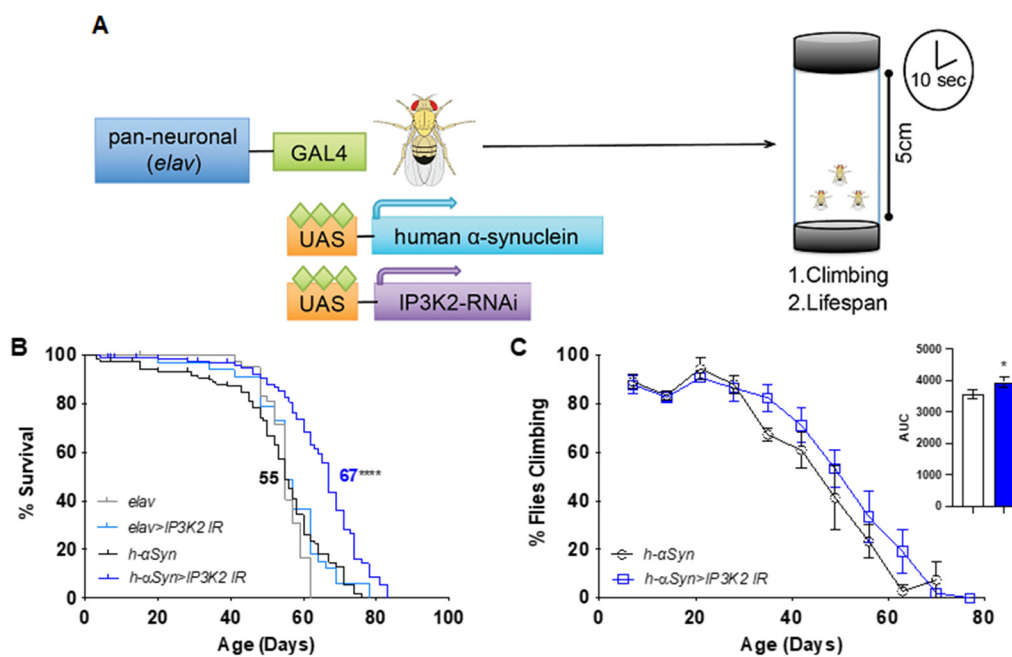 A
pan-neuronal
(elav)
GAL4
UAS
human α-synuclein
UAS
IP3K2-RNAi
10 sec
5cm
1.Climbing
2. Lifespan
B
% Survival
100
80
60
40
20
0
55
67****
elav
elav>IP3K2 IR
h-αSyn
h-αSyn>IP3K2 IR
0 20 40 60 80 100
Age (Days)
C
% Flies Climbing
100
80
60
40
20
0
h-αSyn
h-αSyn>IP3K2 IR
0 20 40 60 80
Age (Days)
AUC
5000
4000
3000
2000
1000
0
*